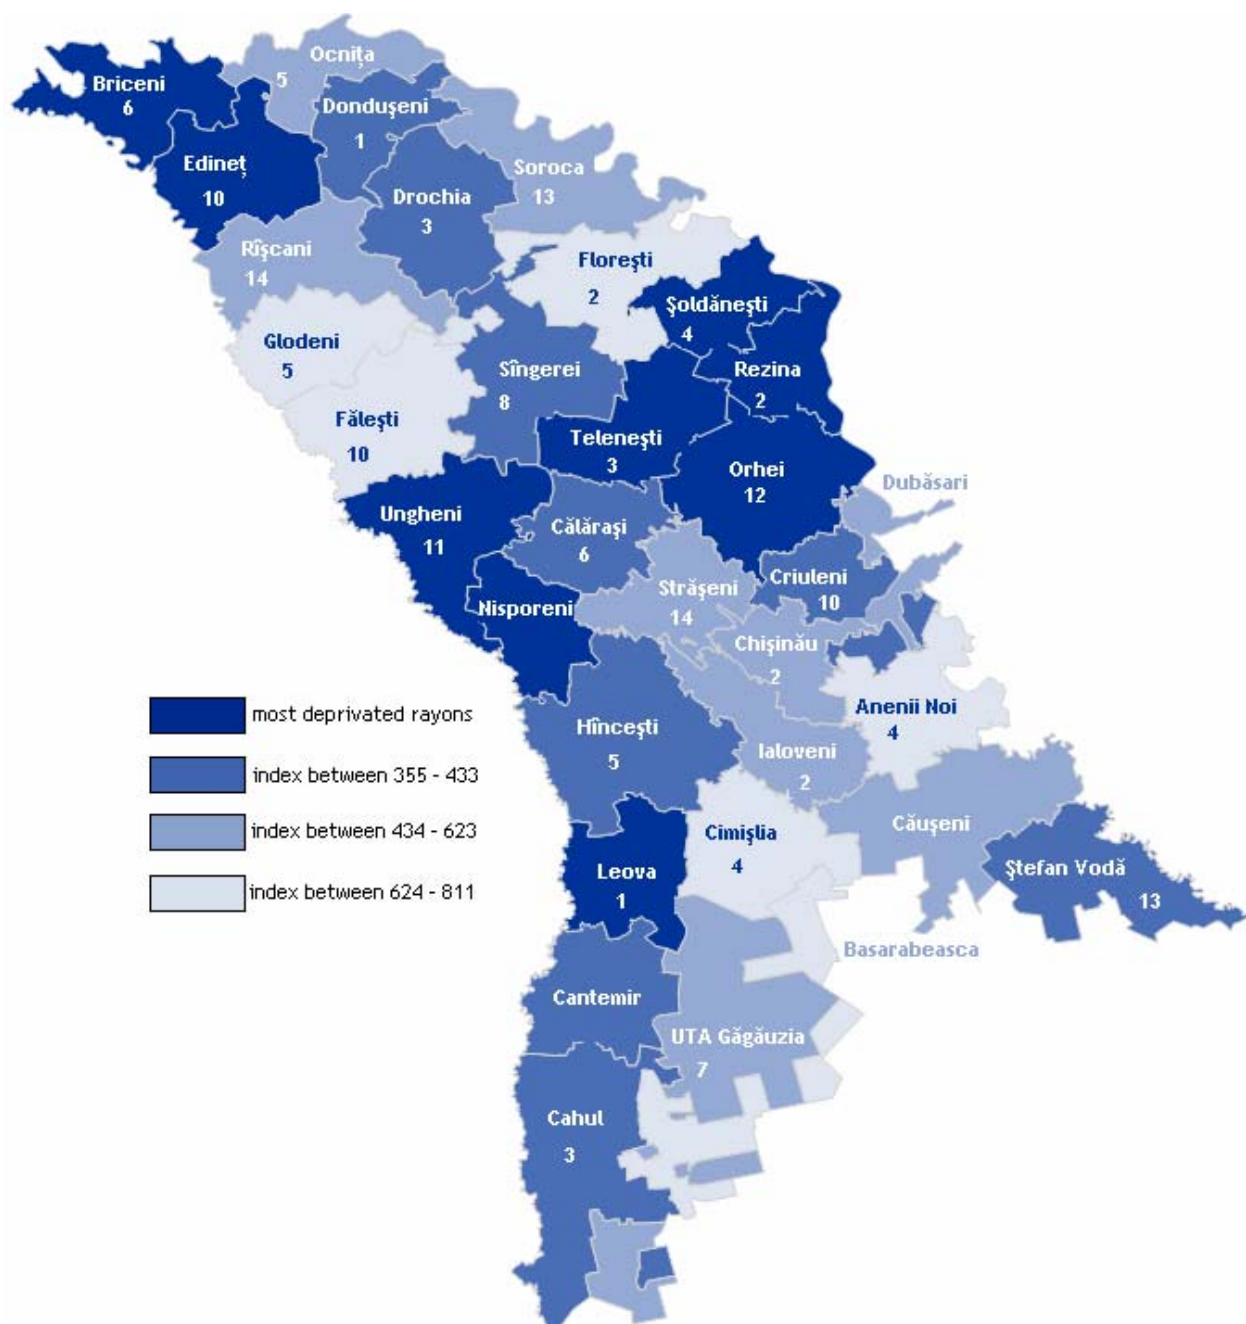 Ocnița
5
Briceni
6
Dondușeni
1
Edineț
10
Soroca
13
Drochia
3
Rîșcani
14
Florești
2
Șoldănești
4
Glodeni
5
Sîngerei
8
Rezina
2
Fălești
10
Telenești
3
Orhei
12
Dubăsari
Ungheni
11
Călărași
6
Criuleni
10
Strășeni
14
Nisporeni
Chișinău
2
Anenii Noi
4
most deprivated rayons
Hîncești
5
Ialoveni
2
index between 355 - 433
index between 434 - 623
index between 624 - 811
Căușeni
Cimișlia
4
Ștefan Vodă
13
Leova
1
Basarabeasca
Cantemir
UTA Găgăuzia
7
Cahul
3